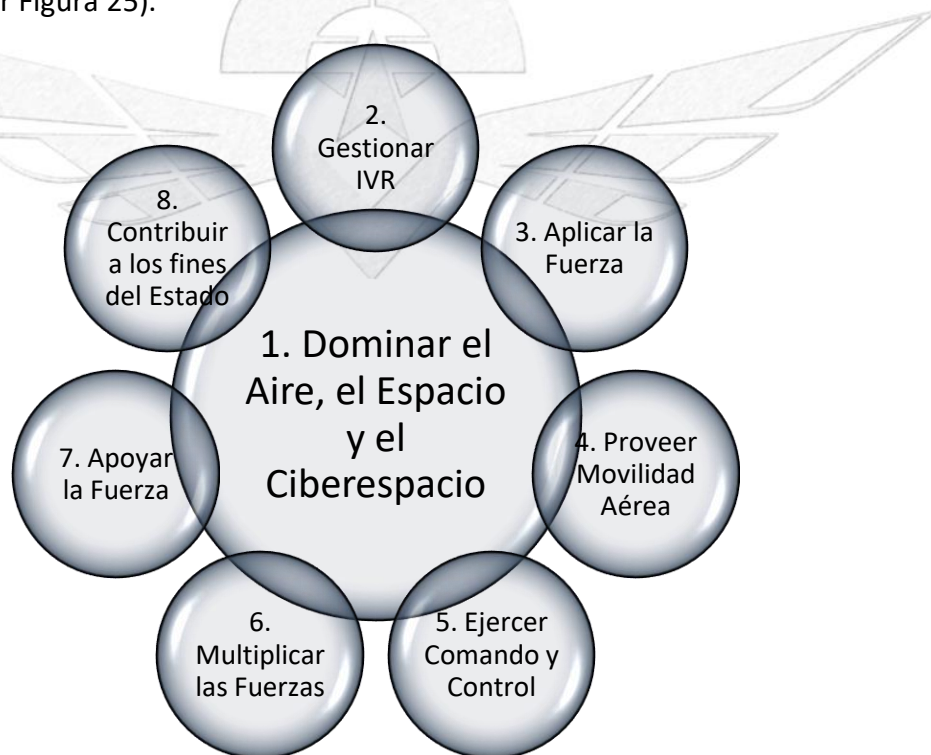 r Figura 25).
2.
Gestionar
IVR
3. Aplicar la
Fuerza
4. Proveer
Movilidad
Aérea
5. Ejercer
Comando y
Control
6.
Multiplicar
las Fuerzas
7. Apoyar
la Fuerza
8.
Contribuir
a los fines
del Estado
1. Dominar el
Aire, el Espacio
y el
Ciberespacio